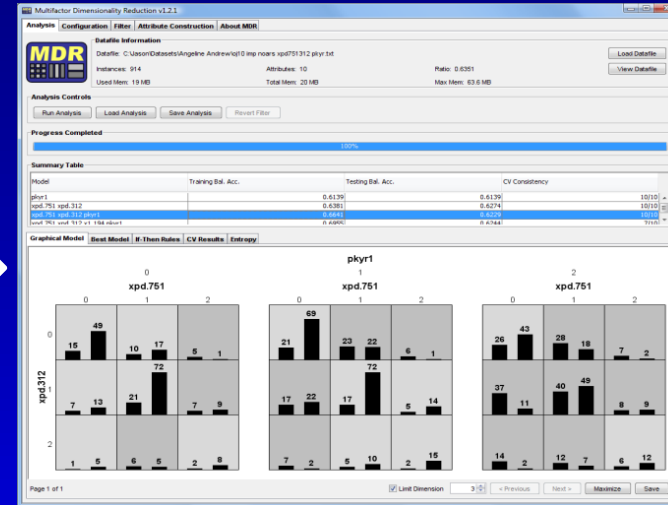 Multifactor Dimensionality Reduction v1.2.1
Analysis Configuration Filter Attribute Construction About MDR
MDR
Datafile Information
Datafile: C:\Jason\Datasets\Angeline Andrew\iq10 imp noars xpd751312 pkyr.txt
Instances: 914 Attributes: 10 Ratio: 0.6351
Used Mem: 19 MB Total Mem: 20 MB Max Mem: 63.6 MB
Load Datafile
View Datafile
Analysis Controls
Run Analysis Load Analysis Save Analysis Revert Filter
Progress Completed
100%
Summary Table
Model Training Bal. Acc. Testing Bal. Acc. CV Consistency
pkyr1 0.6139 0.6139 10/10
xpd.751 xpd.312 0.6381 0.6274 10/10
xpd.751 xpd.312 pkyr1 0.6641 0.6229 10/10
Graphical Model Best Model If-Then Rules CV Results Entropy
pkyr1
0 1 2
xpd.751 xpd.751 xpd.751
0 1 2 0 1 2 0 1 2
0 15 49 10 17 5 1 21 69 23 22 6 1 26 43 28 18 7 2
xpd.312
1 7 13 21 72 7 9 17 22 17 72 5 14 37 11 40 49 8 9
2 1 5 6 5 2 8 7 2 5 10 2 15 14 2 12 7 6 12
Page 1 of 1 Limit Dimension 3 < Previous Next > Maximize Save